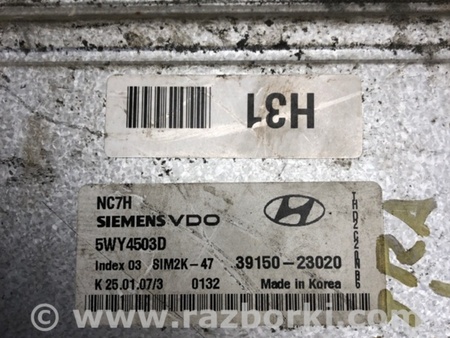 H31
NC7H
SIEMENS VDO
5WY4503D
Index 03 SIM2K-47 39150-23020
K 25.01.07/3 0132 Made in Korea
RA
www.razborki.com